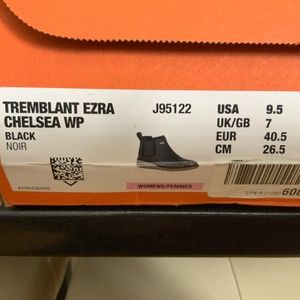 TREMBLANT EZRA
CHELSEA WP
BLACK
NOIR
J95122
USA 9.5
UK/GB 7
EUR 40.5
CM 26.5
WOMENS/FEMMES